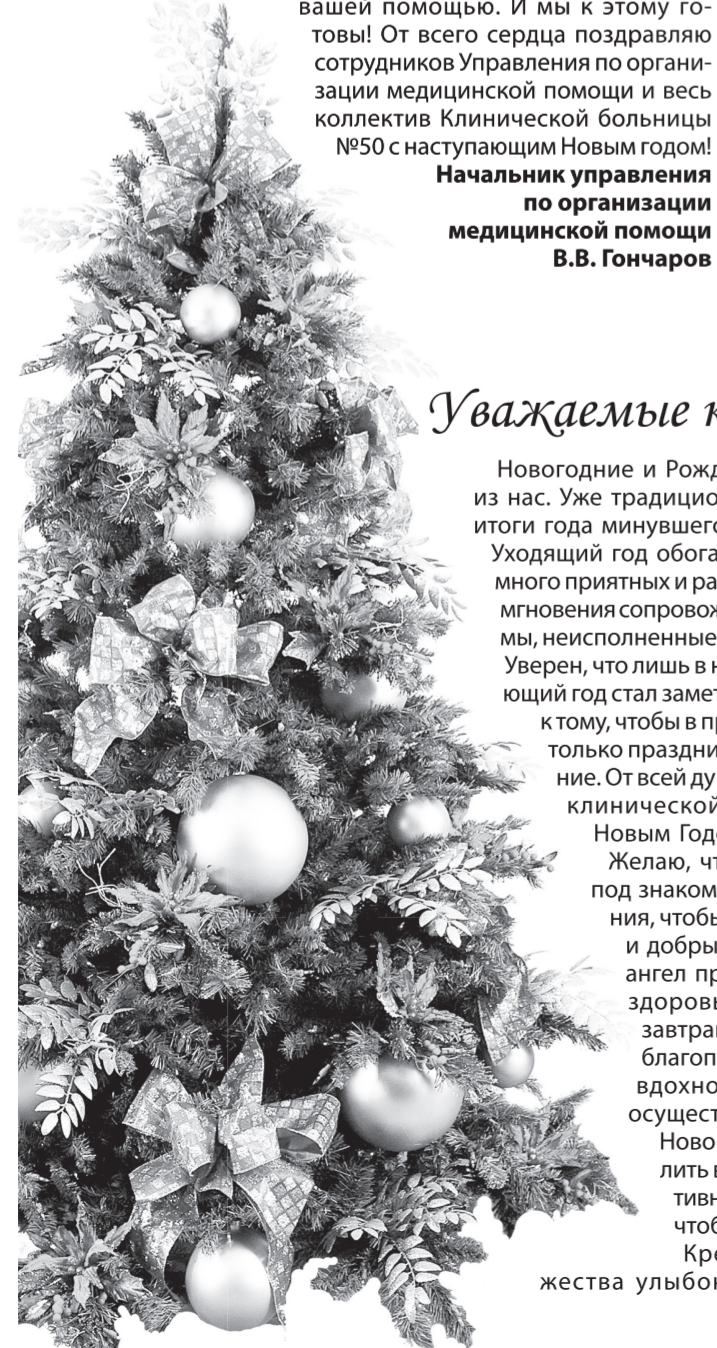 вашей помощью. И мы к этому го-
товы! От всего сердца поздравляю
сотрудников Управления по органи-
зации медицинской помощи и весь
коллектив Клинической больницы
№50 с наступающим Новым годом!
Начальник управления
по организации
медицинской помощи
В.В. Гончаров
Уважаемые к
Новогодние и Рожд
из нас. Уже традицио
итоги года минувшего
Уходящий год обога
много приятных и ра
мгновения сопровож
мы, неисполненные
Уверен, что лишь в н
ющий год стал замет
к тому, чтобы в пр
только праздни
ние. От всей ду
клинической
Новым Годо
Желаю, чт
под знаком
ния, чтобы
и добры
ангел пр
здоровь
завтра
благоп
вдохно
осущест
Ново
лить в
тивн
чтоб
Кре
жества улыбок